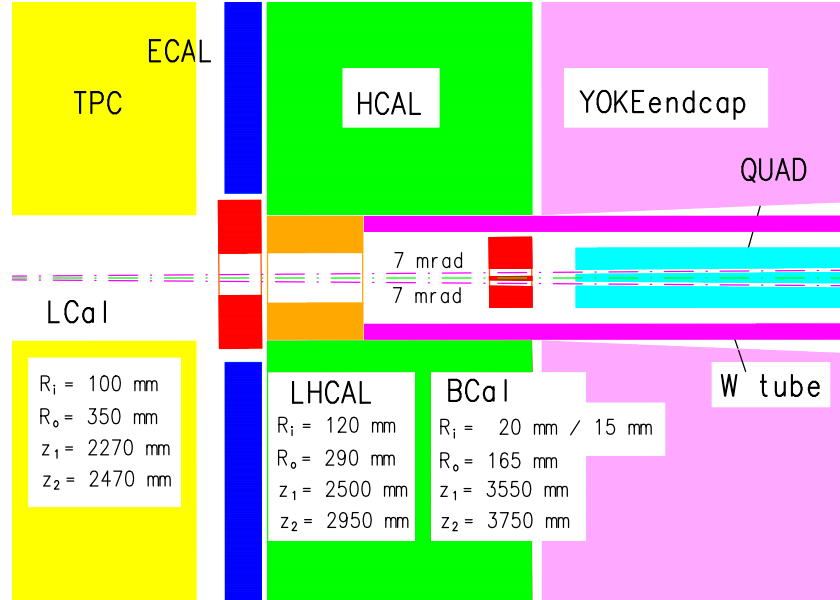 ECAL
TPC
HCAL
YOKEendcap
QUAD
7 mrad
7 mrad
LCal
Rᵢ= 100 mm
Rₒ= 350 mm
z₁= 2270 mm
z₂= 2470 mm
LHCAL
Rᵢ= 120 mm
Rₒ= 290 mm
z₁= 2500 mm
z₂= 2950 mm
BCal
Rᵢ= 20 mm / 15 mm
Rₒ= 165 mm
z₁= 3550 mm
z₂= 3750 mm
W tube